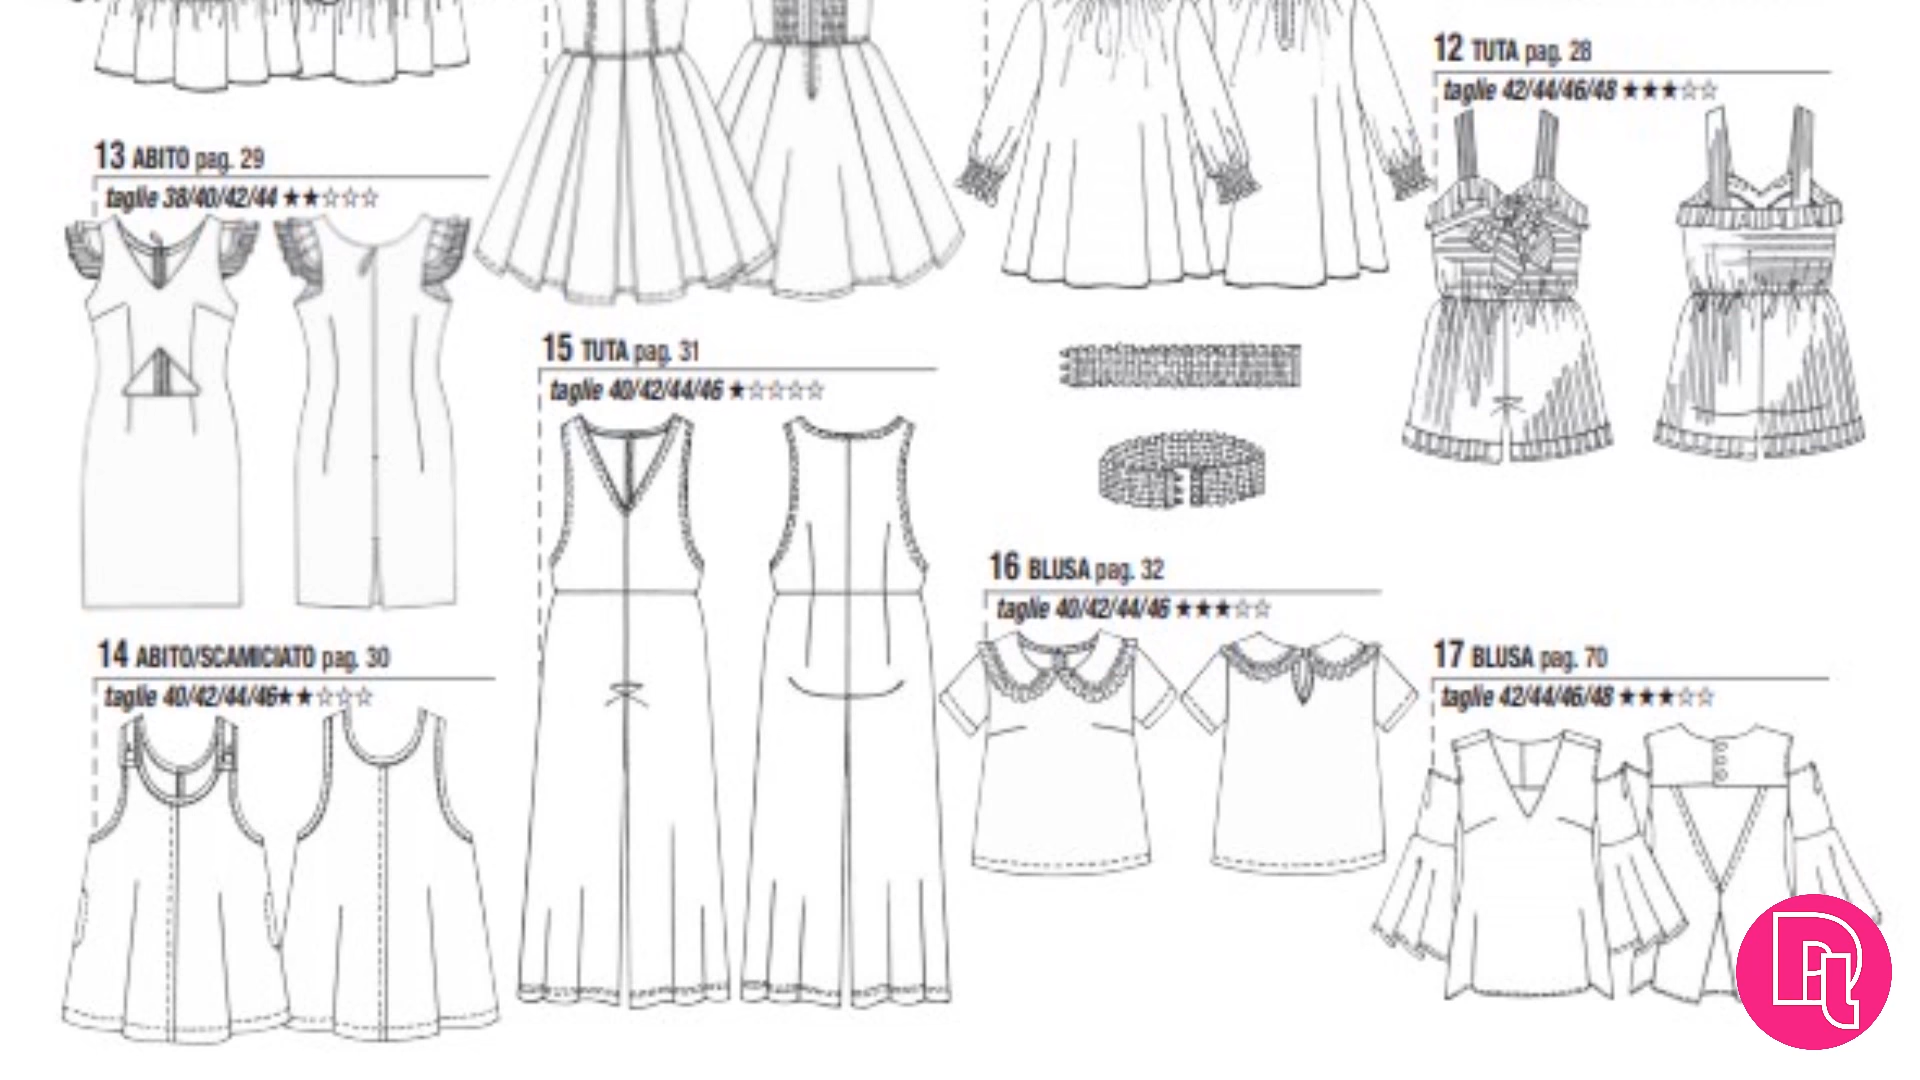 12 TUTA pag. 28
taglie 42/44/46/48 ★★★☆☆
13 ABITO pag. 29
taglie 38/40/42/44 ★★☆☆☆
15 TUTA pag. 31
taglie 40/42/44/46 ★☆☆☆☆
16 BLUSA pag. 32
taglie 40/42/44/46 ★★★☆☆
14 ABITO/SCAMICIATO pag. 30
taglie 40/42/44/46★★☆☆☆
17 BLUSA pag. 70
taglie 42/44/46/48 ★★★☆☆